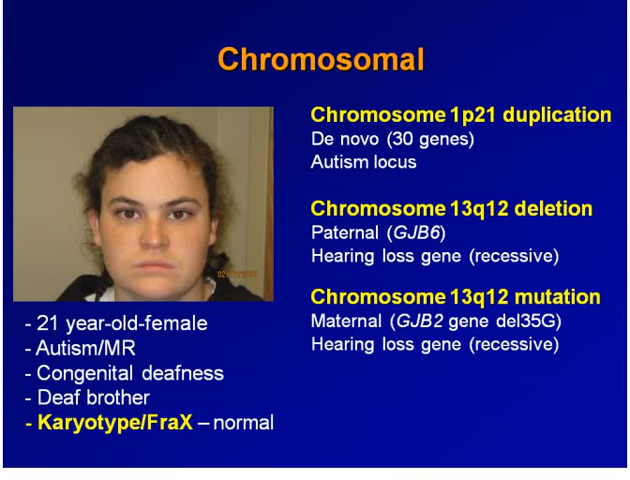 Chromosomal
Chromosome 1p21 duplication
De novo (30 genes)
Autism locus
Chromosome 13q12 deletion
Paternal (GJB6)
Hearing loss gene (recessive)
Chromosome 13q12 mutation
Maternal (GJB2 gene del35G)
Hearing loss gene (recessive)
- 21 year-old-female
- Autism/MR
- Congenital deafness
- Deaf brother
- Karyotype/FraX – normal